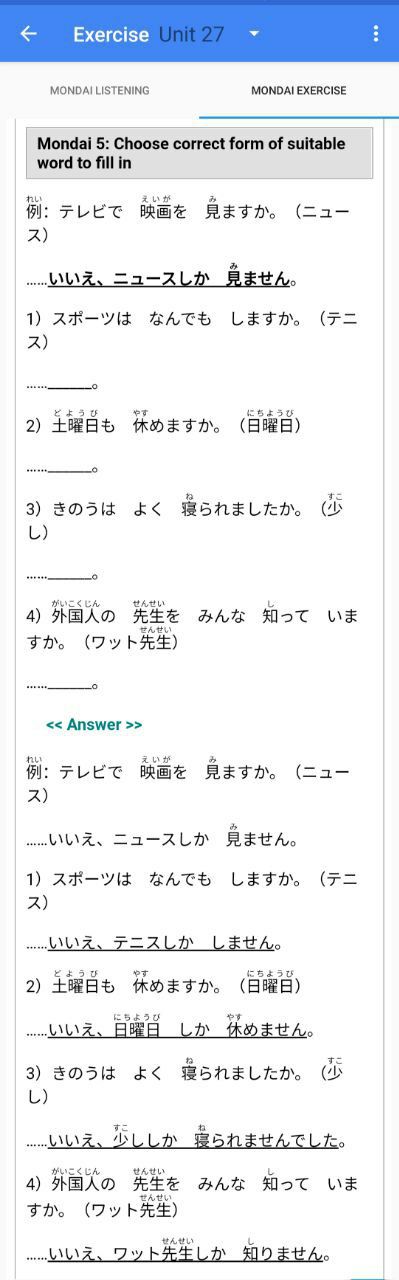 Exercise Unit 27
MONDAI LISTENING
MONDAI EXERCISE
Mondai 5: Choose correct form of suitable
word to fill in
例: テレビで 映画を 見ますか。(ニュー
ス)
......いいえ、ニュースしか 見ません。
1) スポーツは なんでも しますか。(テニ
ス)
......______。
2) 土曜日も 休めますか。(日曜日)
......______。
3) きのうは よく 寝られましたか。(少
し)
......______。
4) 外国人の 先生を みんな 知って いま
すか。(ワット先生)
......______。
<< Answer >>
例: テレビで 映画を 見ますか。(ニュー
ス)
......いいえ、ニュースしか 見ません。
1) スポーツは なんでも しますか。(テニ
ス)
......いいえ、テニスしか しません。
2) 土曜日も 休めますか。(日曜日)
......いいえ、日曜日 しか 休めません。
3) きのうは よく 寝られましたか。(少
し)
......いいえ、少ししか 寝られませんでした。
4) 外国人の 先生を みんな 知って いま
すか。(ワット先生)
......いいえ、ワット先生しか 知りません。